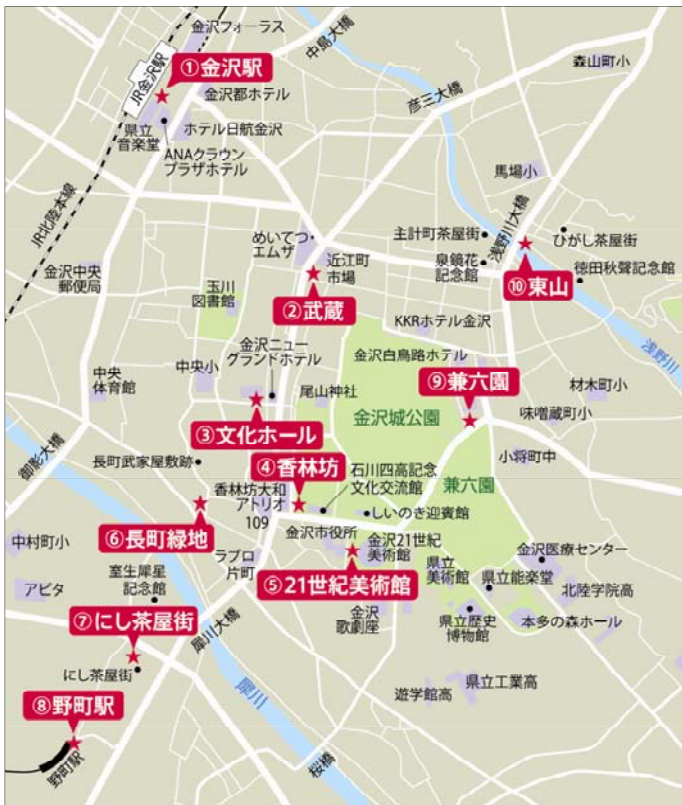 金沢フォーラス
中島大橋
①金沢駅
JR金沢駅
森山町小
金沢都ホテル
彦三大橋
県立
音楽堂
ホテル日航金沢
ANAクラウン
プラザホテル
馬場小
JR北陸本線
浅野川大橋
めいてつ
エムザ
主計町茶屋街
ひがし茶屋街
近江町
市場
泉鏡花
記念館
徳田秋聲記念館
金沢中央
郵便局
玉川
図書館
⑩東山
②武蔵
KKRホテル金沢
浅野川
金沢ニュー
グランドホテル
金沢白鳥路ホテル
中央
体育館
中央小
尾山神社
⑨兼六園
材木町小
金沢城公園
味噌蔵町小
③文化ホール
御影大橋
長町武家屋敷跡
④香林坊
石川四高記念
文化交流館
小将町中
兼六園
香林坊大和
アトリオ
109
しいのき迎賓館
⑥長町緑地
金沢市役所
金沢21世紀
美術館
中村町小
ラブロ
片町
県立
美術館
金沢医療センター
アピタ
室生犀星
記念館
⑤21世紀美術館
県立能楽堂
北陸学院高
⑦にし茶屋街
犀川大橋
金沢
歌劇座
県立歴史
博物館
本多の森ホール
にし茶屋街
犀川
遊学館高
県立工業高
⑧野町駅
野町駅
桜橋